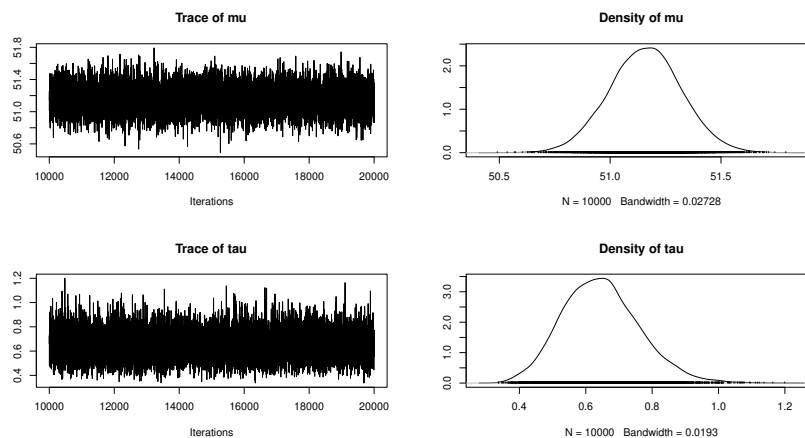 Trace of mu
50.6 51.0 51.4 51.8
10000 12000 14000 16000 18000 20000
Iterations
Density of mu
0.0 1.0 2.0
50.5 51.0 51.5
N = 10000 Bandwidth = 0.02728
Trace of tau
0.4 0.6 0.8 1.0 1.2
10000 12000 14000 16000 18000 20000
Iterations
Density of tau
0.0 1.0 2.0 3.0
0.4 0.6 0.8 1.0 1.2
N = 10000 Bandwidth = 0.0193